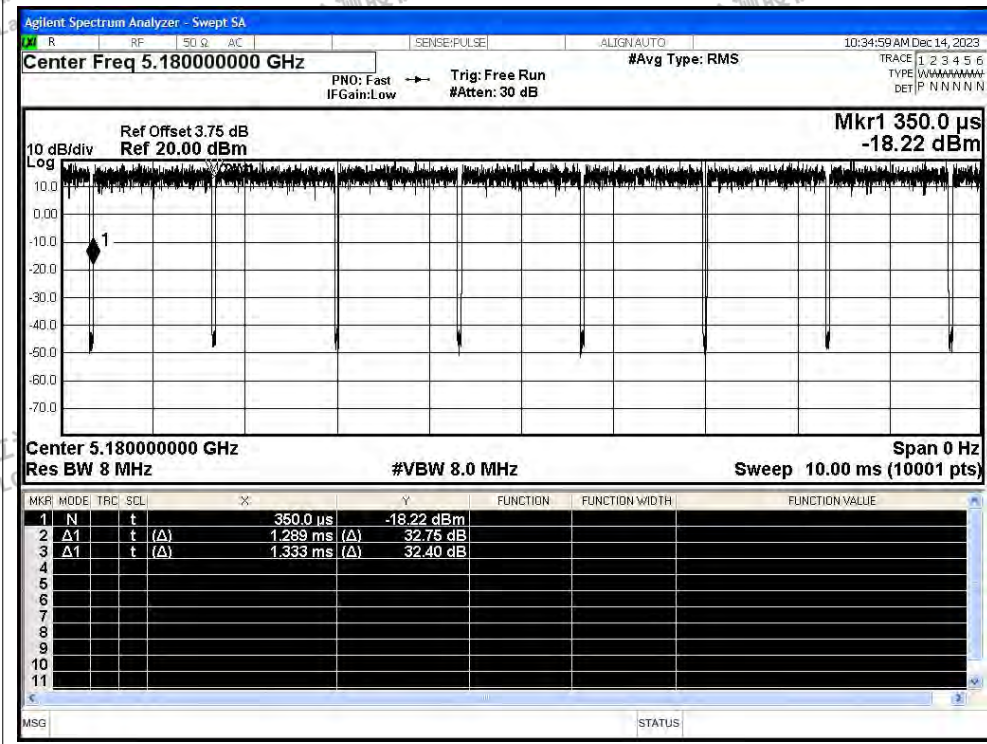 Agilent Spectrum Analyzer - Swept SA
R RF 50 Ω AC SENSE:PULSE ALIGN AUTO 10:34:59 AM Dec 14, 2023
Center Freq 5.180000000 GHz #Avg Type: RMS TRACE 1 2 3 4 5 6
PNO: Fast Trig: Free Run TYPE WWWWWW
IFGain:Low #Atten: 30 dB DET P N N N N N
Mkr1 350.0 µs
Ref Offset 3.75 dB
10 dB/div Ref 20.00 dBm -18.22 dBm
Log
10.0
0.00
-10.0
1
-20.0
-30.0
-40.0
-50.0
-60.0
-70.0
Center 5.180000000 GHz Span 0 Hz
Res BW 8 MHz #VBW 8.0 MHz Sweep 10.00 ms (10001 pts)
MKR MODE TRC SCL X Y FUNCTION FUNCTION WIDTH FUNCTION VALUE
1 N t 350.0 µs -18.22 dBm
2 Δ1 t (Δ) 1.289 ms (Δ) 32.75 dB
3 Δ1 t (Δ) 1.333 ms (Δ) 32.40 dB
4
5
6
7
8
9
10
11
MSG STATUS